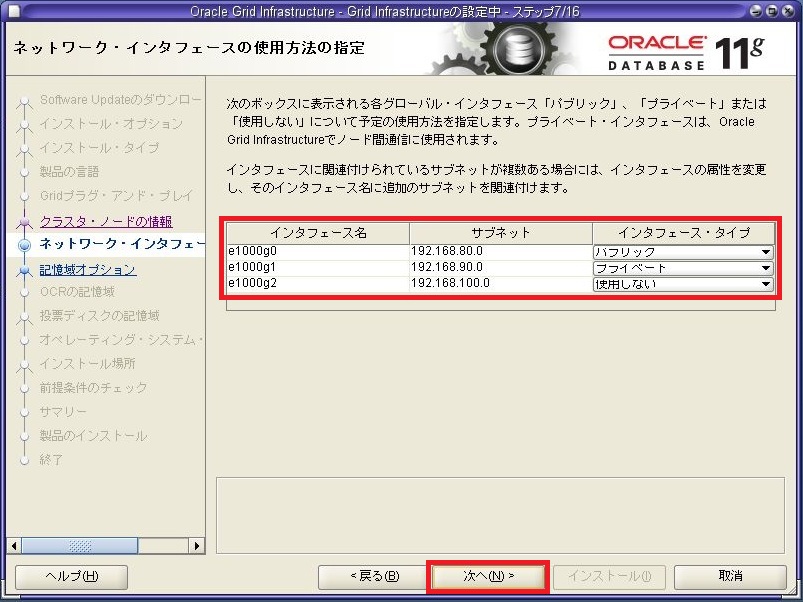 Oracle Grid Infrastructure - Grid Infrastructureの設定中 - ステップ7/16
ネットワーク・インタフェースの使用方法の指定
ORACLE
DATABASE
11g
Software Updateのダウンロー
インストール・オプション
インストール・タイプ
製品の言語
Gridプラグ・アンド・プレイ
クラスタ・ノードの情報
ネットワーク・インタフェー
記憶域オプション
OCRの記憶域
投票ディスクの記憶域
オペレーティング・システム・
インストール場所
前提条件のチェック
サマリー
製品のインストール
終了
次のボックスに表示される各グローバル・インタフェース「パブリック」、「プライベート」または
「使用しない」について予定の使用方法を指定します。プライベート・インタフェースは、Oracle
Grid Infrastructureでノード間通信に使用されます。
インタフェースに関連付けられているサブネットが複数ある場合には、インタフェースの属性を変更
し、そのインタフェース名に追加のサブネットを関連付けます。
インタフェース名 サブネット インタフェース・タイプ
e1000g0 192.168.80.0 パブリック
e1000g1 192.168.90.0 プライベート
e1000g2 192.168.100.0 使用しない
ヘルプ(H) < 戻る(B) 次へ(N) > インストール(I) 取消